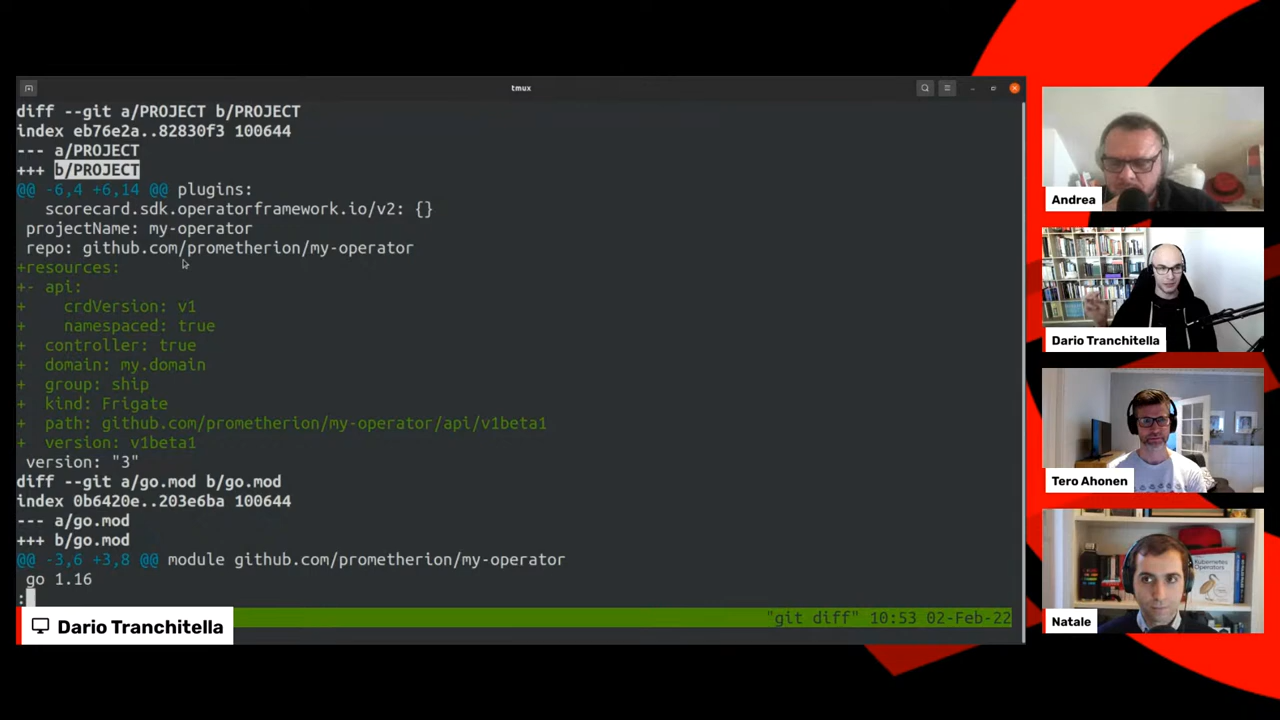 tmux
diff --git a/PROJECT b/PROJECT
index eb76e2a..82830f3 100644
--- a/PROJECT
+++ b/PROJECT
@@ -6,4 +6,14 @@ plugins:
   scorecard.sdk.operatorframework.io/v2: {}
 projectName: my-operator
 repo: github.com/prometherion/my-operator
+resources:
+- api:
+    crdVersion: v1
+    namespaced: true
+  controller: true
+  domain: my.domain
+  group: ship
+  kind: Frigate
+  path: github.com/prometherion/my-operator/api/v1beta1
+  version: v1beta1
 version: "3"
diff --git a/go.mod b/go.mod
index 0b6420e..203e6ba 100644
--- a/go.mod
+++ b/go.mod
@@ -3,6 +3,8 @@ module github.com/prometherion/my-operator
 go 1.16
:
"git diff" 10:53 02-Feb-22
Dario Tranchitella
Andrea
Dario Tranchitella
Tero Ahonen
Kubernetes
Operators
Natale